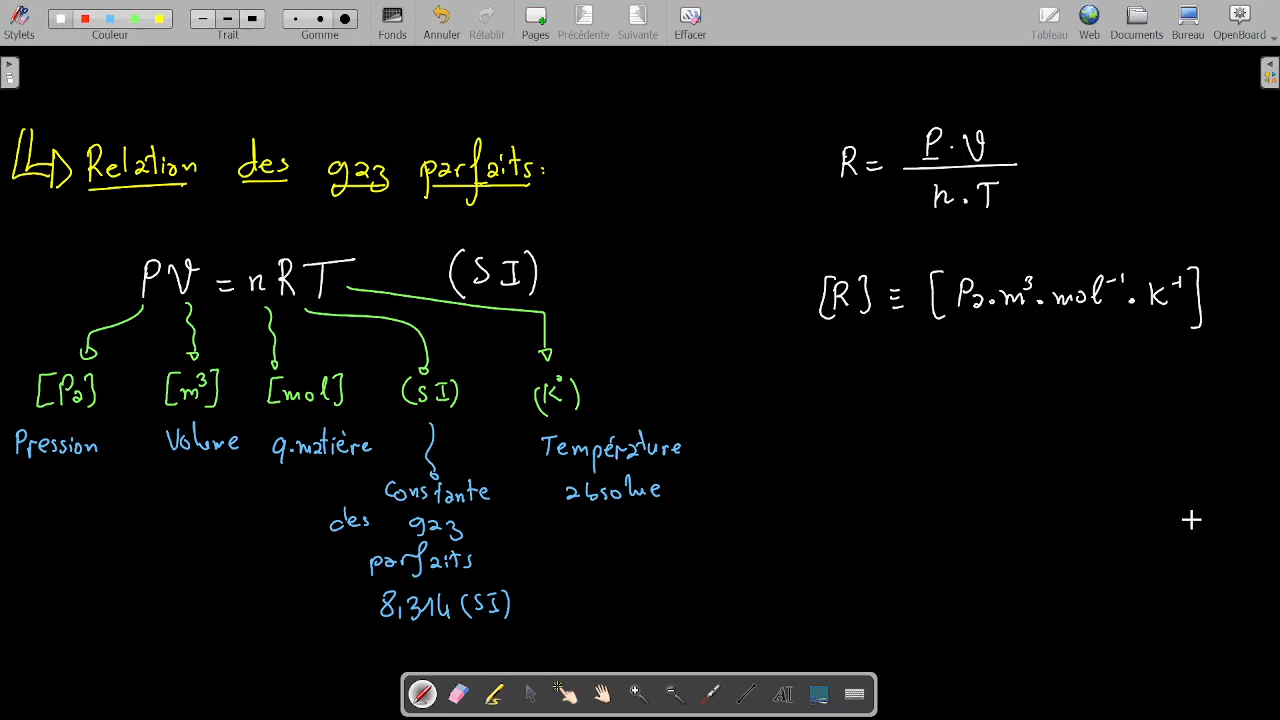 Stylets
Couleur
Trait
Gomme
Fonds
Annuler
Rétablir
Pages
Précédente
Suivante
Effacer
Tableau
Web
Documents
Bureau
OpenBoard
Relation des gaz parfaits:
PV = nRT (SI)
[Pa] [m³] [mol] (SI) (K°)
Pression Volume q.matière Température
absolue
Constante
des gaz
parfaits
8,314 (SI)
R = P.V / n.T
[R] ≡ [Pa.m³.mol⁻¹.K⁻¹]
AI